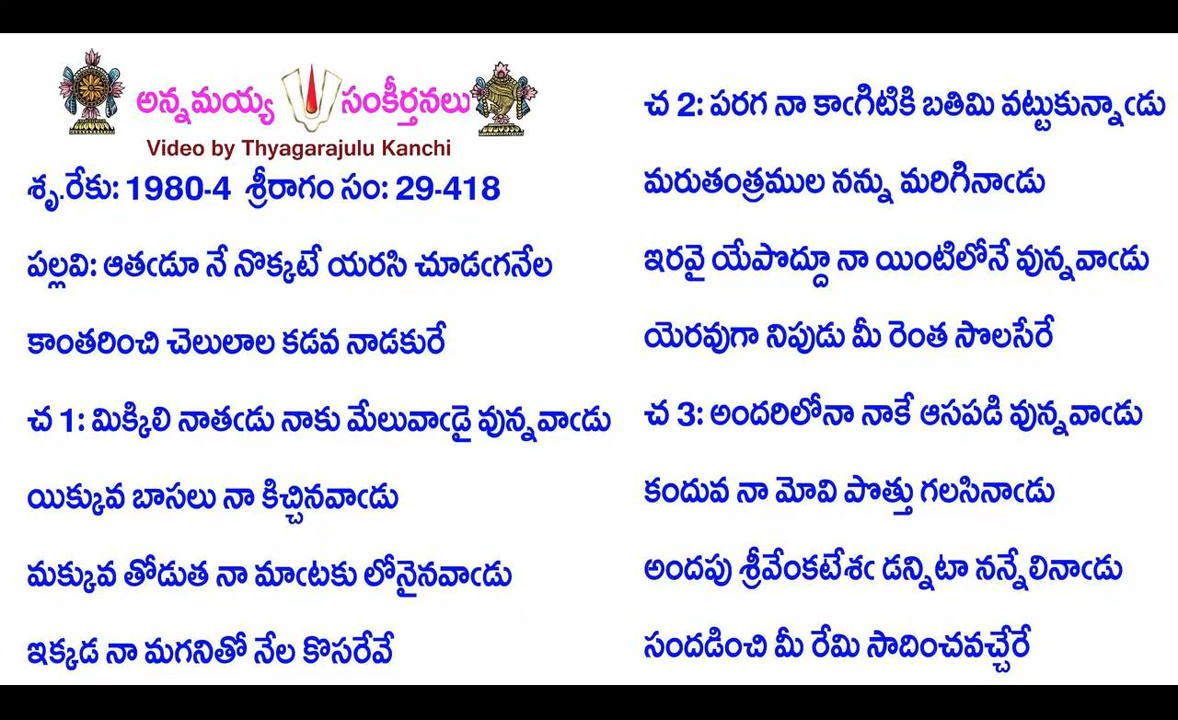 అన్నమయ్య సంకీర్తనలు
Video by Thyagarajulu Kanchi
శృ.రేకు: 1980-4 శ్రీరాగం సం: 29-418
పల్లవి: ఆతఁడూ నే నొక్కటే యరసి చూడఁగనేల
కాంతరించి చెలులాల కడవ నాడకురే
చ 1: మిక్కిలి నాతఁడు నాకు మేలువాఁడై వున్నవాఁడు
యిక్కువ బాసలు నా కిచ్చినవాఁడు
మక్కువ తోడుత నా మాఁటకు లోనైనవాఁడు
ఇక్కడ నా మగనితో నేల కొసరేవే
చ 2: పరగ నా కాఁగిటికి బతిమి వట్టుకున్నాఁడు
మరుతంత్రముల నన్ను మరిగినాఁడు
ఇరవై యేపొద్దూ నా యింటిలోనే వున్నవాఁడు
యెరవుగా నిపుడు మీ రెంత సొలసేరే
చ 3: అందరిలోనా నాకే ఆసపడి వున్నవాఁడు
కందువ నా మోవి పొత్తు గలసినాఁడు
అందపు శ్రీవేంకటేశఁ డన్నిటా నన్నేలినాఁడు
సందడించి మీ రేమి సాదించవచ్చేరే